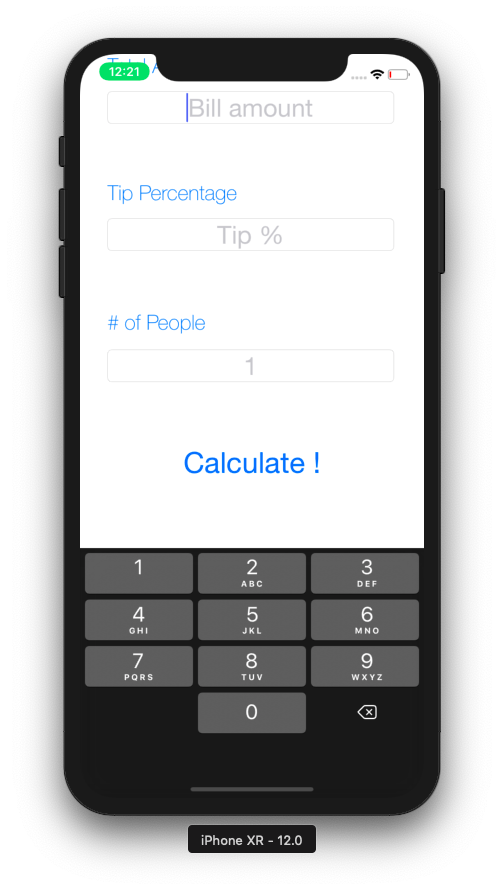 12:21
Bill amount
Tip Percentage
Tip %
# of People
1
Calculate !
1
2
ABC
3
DEF
4
GHI
5
JKL
6
MNO
7
PQRS
8
TUV
9
WXYZ
0
iPhone XR - 12.0